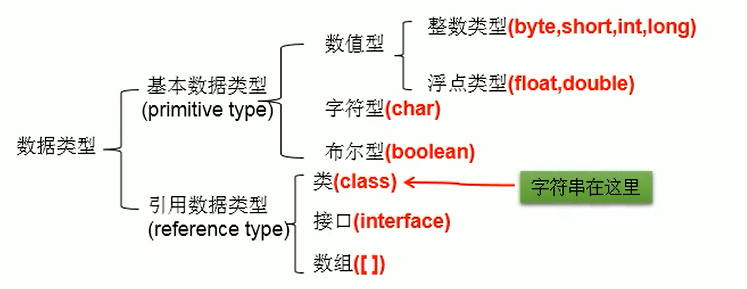 整数类型(byte,short,int,long)
数值型
浮点类型(float,double)
基本数据类型
(primitive type)
字符型(char)
数据类型
布尔型(boolean)
类(class)
字符串在这里
引用数据类型
(reference type)
接口(interface)
数组([ ])